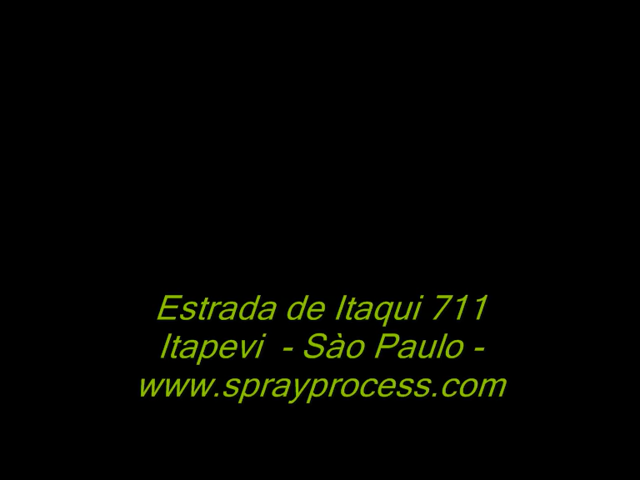 Estrada de Itaqui 711
Itapevi  - Sào Paulo -
www.sprayprocess.com